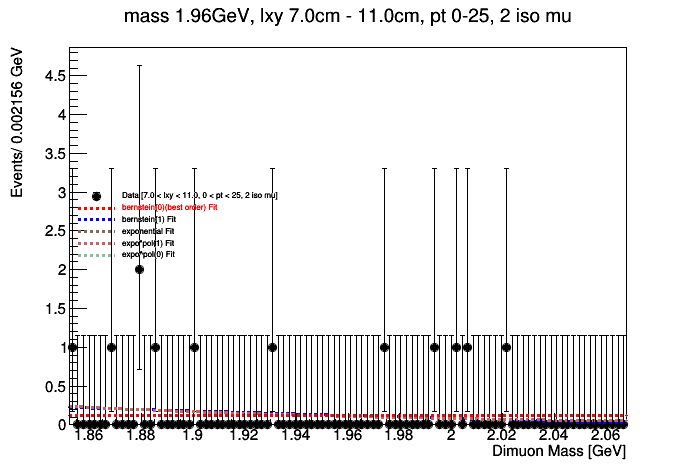 mass 1.96GeV, lxy 7.0cm - 11.0cm, pt 0-25, 2 iso mu
Events/ 0.002156 GeV
4.5
4
3.5
3
2.5
2
1.5
1
0.5
0
Data [7.0 < lxy < 11.0, 0 < pt < 25, 2 iso mu]
bernstein[0](best order) Fit
bernstein(1) Fit
exponential Fit
expo*pol(1) Fit
expo*pol(0) Fit
1.86 1.88 1.9 1.92 1.94 1.96 1.98 2 2.02 2.04 2.06
Dimuon Mass [GeV]